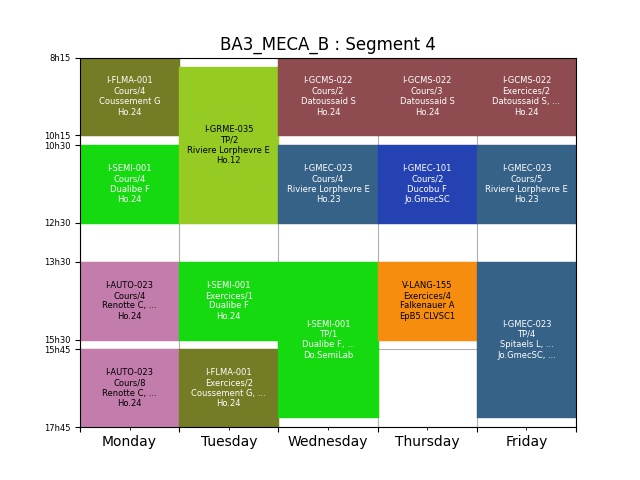 BA3_MECA_B : Segment 4
8h15
10h15
10h30
12h30
13h30
15h30
15h45
17h45
I-FLMA-001
Cours/4
Coussement G
Ho.24
I-SEMI-001
Cours/4
Dualibe F
Ho.24
I-AUTO-023
Cours/4
Renotte C, ...
Ho.24
I-AUTO-023
Cours/8
Renotte C, ...
Ho.24
I-GRME-035
TP/2
Riviere Lorphevre E
Ho.12
I-SEMI-001
Exercices/1
Dualibe F
Ho.24
I-FLMA-001
Exercices/2
Coussement G, ...
Ho.24
I-GCMS-022
Cours/2
Datoussaid S
Ho.24
I-GMEC-023
Cours/4
Riviere Lorphevre E
Ho.23
I-SEMI-001
TP/1
Dualibe F, ...
Do.SemiLab
I-GCMS-022
Cours/3
Datoussaid S
Ho.24
I-GMEC-101
Cours/2
Ducobu F
Jo.GmecSC
V-LANG-155
Exercices/4
Falkenauer A
EpB5.CLVSC1
I-GCMS-022
Exercices/2
Datoussaid S, ...
Ho.24
I-GMEC-023
Cours/5
Riviere Lorphevre E
Ho.23
I-GMEC-023
TP/4
Spitaels L, ...
Jo.GmecSC, ...
Monday
Tuesday
Wednesday
Thursday
Friday